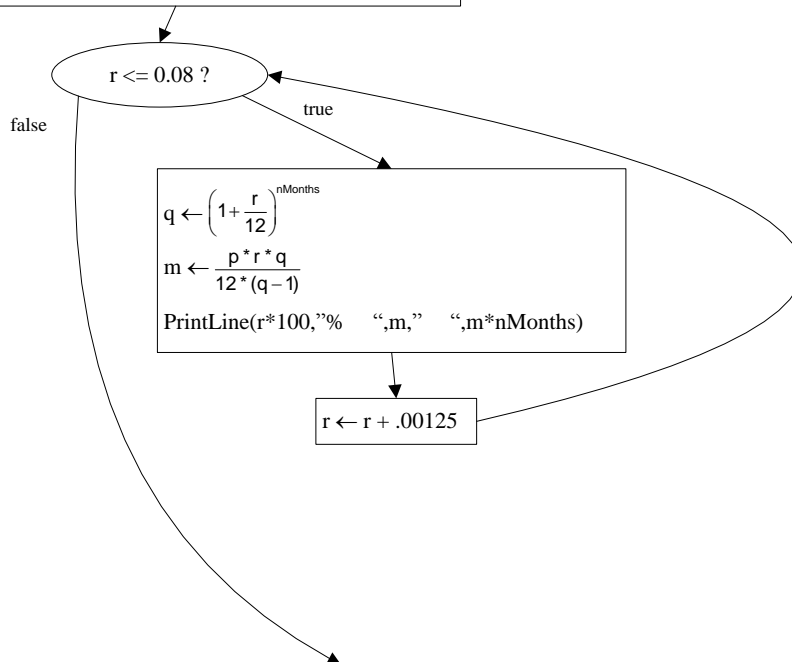 r <= 0.08 ?
true
false
q ← (1 + r/12)^nMonths
m ← p * r * q / 12 * (q – 1)
PrintLine(r*100,”% “,m,” “,m*nMonths)
r ← r + .00125